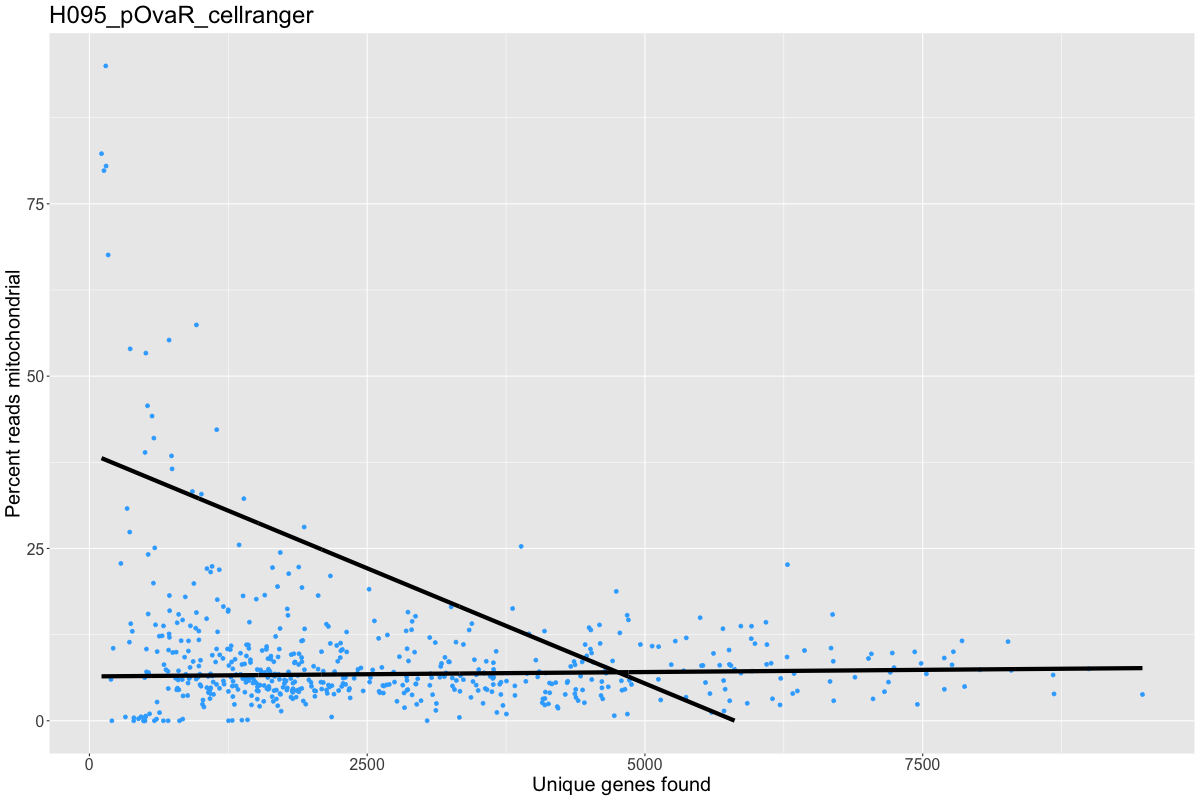 H095_pOvaR_cellranger
Percent reads mitochondrial
75
50
25
0
0 2500 5000 7500
Unique genes found